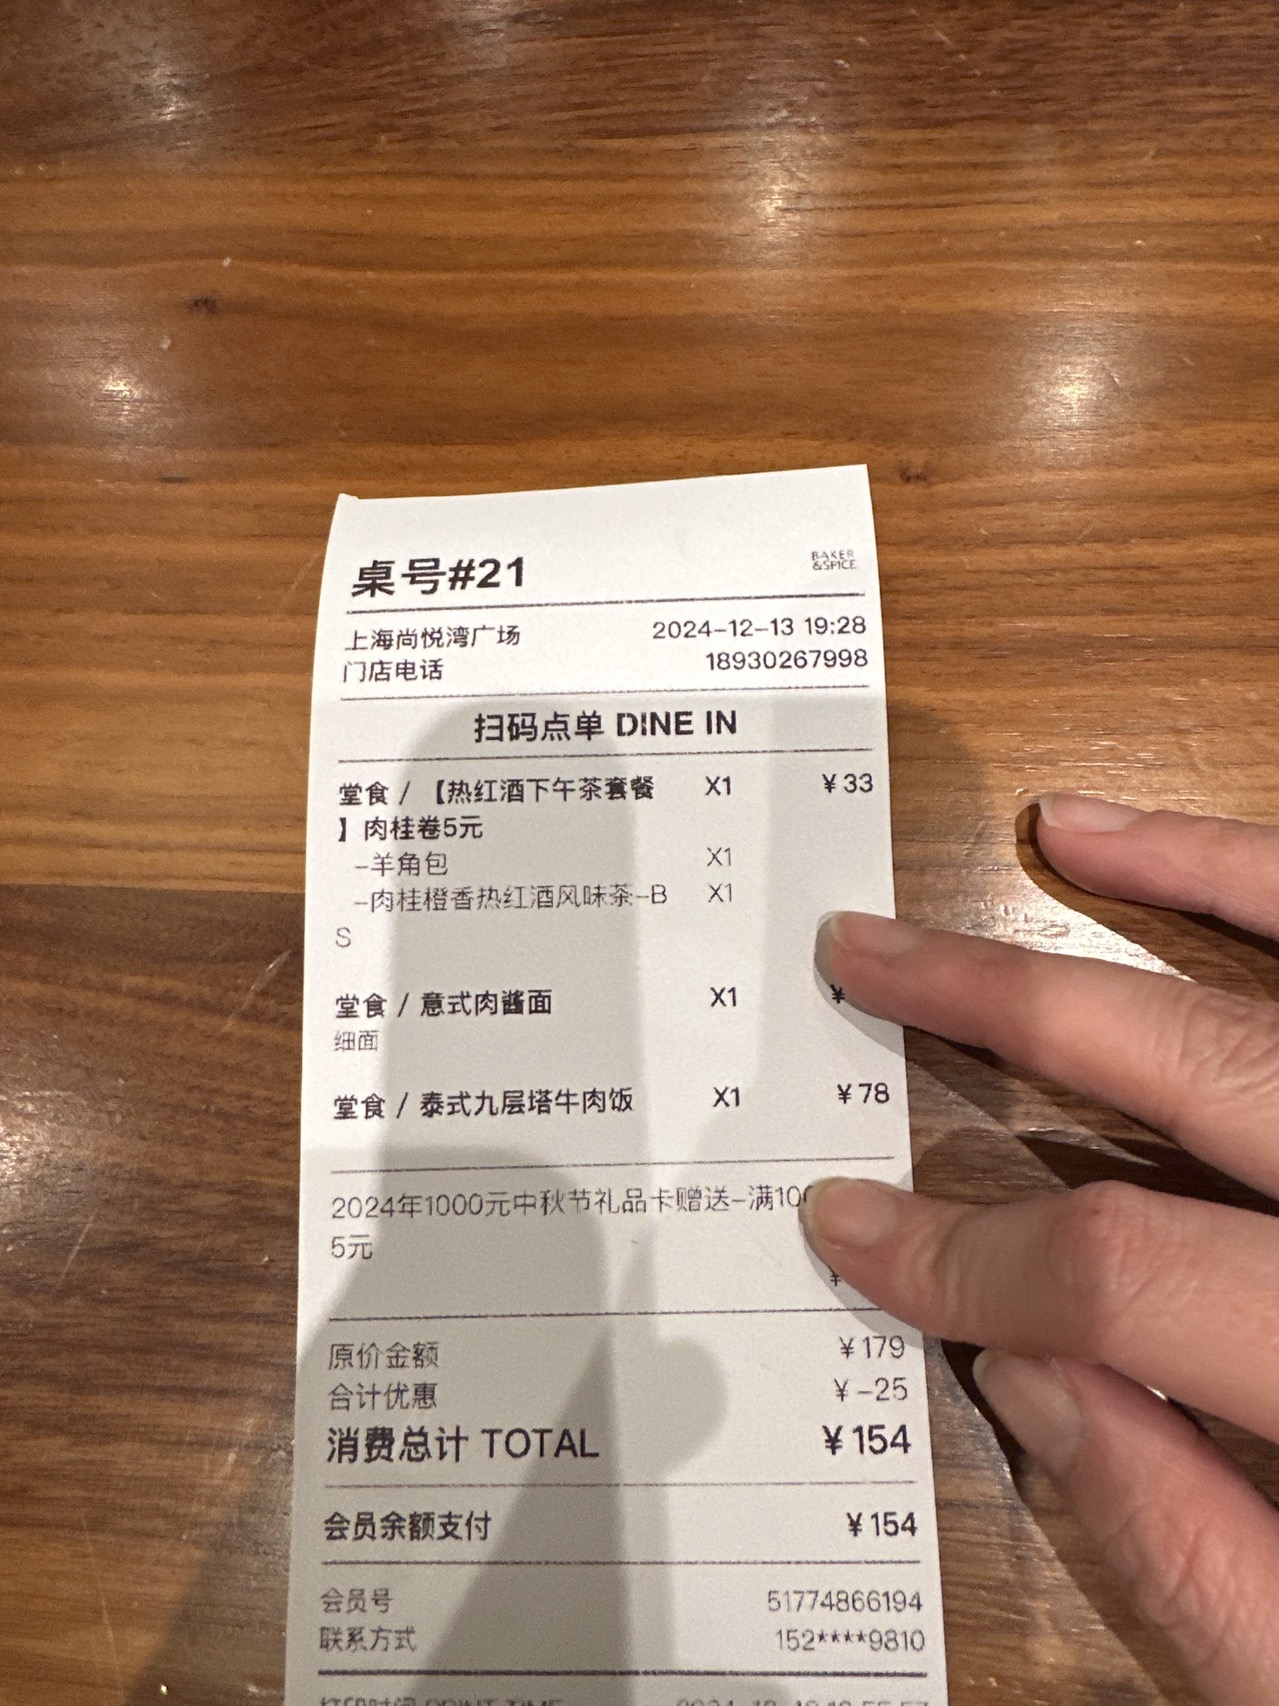 桌号#21
BAKER
&SPICE
上海尚悦湾广场 2024-12-13 19:28
门店电话 18930267998
扫码点单 DINE IN
堂食 / 【热红酒下午茶套餐 X1 ¥33
】肉桂卷5元
-羊角包 X1
-肉桂橙香热红酒风味茶-B X1
S
堂食 / 意式肉酱面 X1 ¥
细面
堂食 / 泰式九层塔牛肉饭 X1 ¥78
2024年1000元中秋节礼品卡赠送-满100
5元
¥
原价金额 ¥179
合计优惠 ¥-25
消费总计 TOTAL ¥154
会员余额支付 ¥154
会员号 51774866194
联系方式 152****9810
打印时间 PRINT TIME